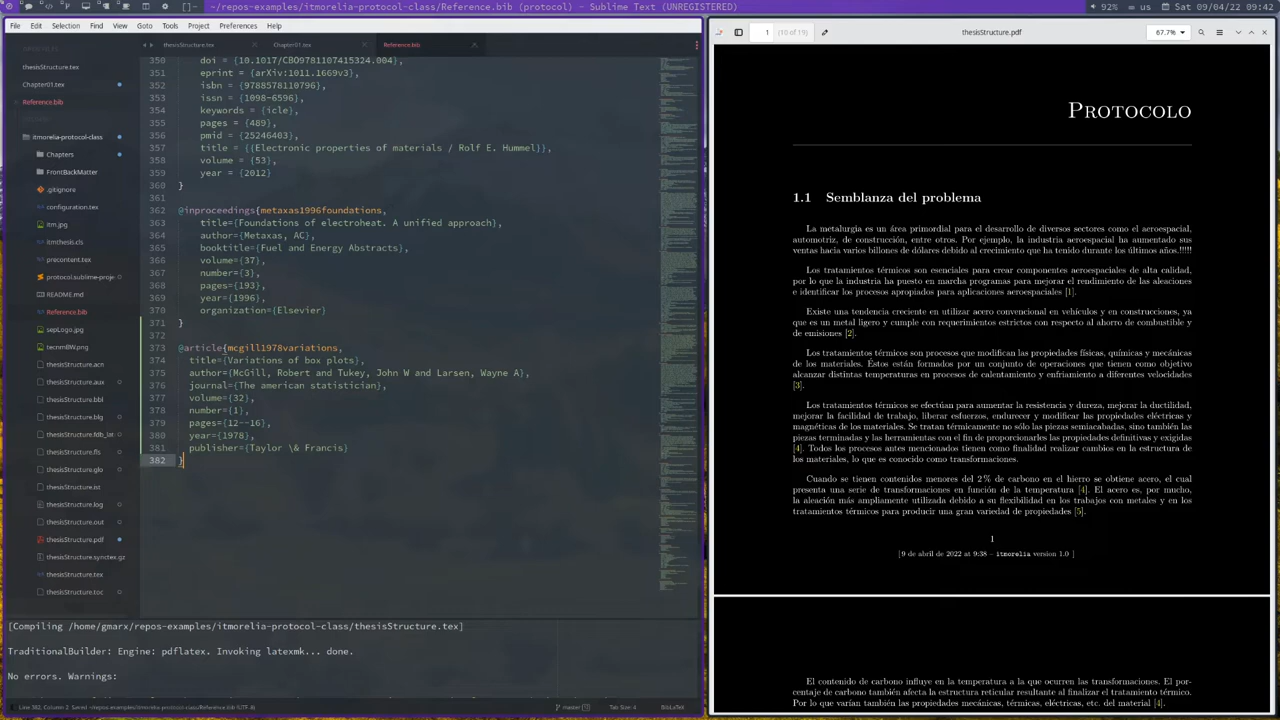 ~/repos-examples/itmorelia-protocol-class/Reference.bib (protocol) - Sublime Text (UNREGISTERED)
92% us Sat 09/04/22 09:42
File Edit Selection Find View Goto Tools Project Preferences Help
thesisStructure.tex Chapter01.tex Reference.bib
thesisStructure.tex
Chapter01.tex
Reference.bib
itmorelia-protocol-class
Chapters
FrontBackMatter
.gitignore
configuration.tex
itm.jpg
itmthesis.cls
precontent.tex
protocol.sublime-proje
README.md
Reference.bib
sepLogo.jpg
tecnmBW.png
thesisStructure.acn
thesisStructure.aux
thesisStructure.bbl
thesisStructure.blg
thesisStructure.fdb_lat
thesisStructure.fls
thesisStructure.glo
thesisStructure.ist
thesisStructure.log
thesisStructure.out
thesisStructure.pdf
thesisStructure.synctex.gz
thesisStructure.tex
thesisStructure.toc
350 doi = {10.1017/CBO9781107415324.004},
351 eprint = {arXiv:1011.1669v3},
352 isbn = {9788578110796},
353 issn = {1098-6596},
354 keywords = {icle},
355 pages = {489},
356 pmid = {25246403},
357 title = {{Electronic properties of materials / Rolf E. Hummel}},
358 volume = {53},
359 year = {2012}
360 }
361
362 @inproceedings{metaxas1996foundations,
363 title={Foundations of electroheat. A unified approach},
364 author={Metaxas, AC},
365 booktitle={Fuel and Energy Abstracts},
366 volume={37},
367 number={3},
368 pages={193},
369 year={1996},
370 organization={Elsevier}
371 }
372
373 @article{mcgill1978variations,
374 title={Variations of box plots},
375 author={McGill, Robert and Tukey, John W and Larsen, Wayne A},
376 journal={The american statistician},
377 volume={32},
378 number={1},
379 pages={12--16},
380 year={1978},
381 publisher={Taylor \& Francis}
382 }
[Compiling /home/gmarx/repos-examples/itmorelia-protocol-class/thesisStructure.tex]
TraditionalBuilder: Engine: pdflatex. Invoking latexmk... done.
No errors. Warnings:
Line 382, Column 2; Saved ~/repos-examples/itmorelia-protocol-class/Reference.bib (UTF-8) master Tab Size: 4 BibLaTeX
1 (10 of 19) thesisStructure.pdf 67.7%
PROTOCOLO
1.1 Semblanza del problema
La metalurgia es un área primordial para el desarrollo de diversos sectores como el aeroespacial,
automotriz, de construcción, entre otros. Por ejemplo, la industria aeroespacial ha aumentado sus
ventas hacia varios billones de dólares debido al crecimiento que ha tenido durante los últimos años.!!!!!
Los tratamientos térmicos son esenciales para crear componentes aeroespaciales de alta calidad,
por lo que la industria ha puesto en marcha programas para mejorar el rendimiento de las aleaciones
e identificar los procesos apropiados para aplicaciones aeroespaciales [1].
Existe una tendencia creciente en utilizar acero convencional en vehículos y en construcciones, ya
que es un metal ligero y cumple con requerimientos estrictos con respecto al ahorro de combustible y
de emisiones [2].
Los tratamientos térmicos son procesos que modifican las propiedades físicas, químicas y mecánicas
de los materiales. Éstos están formados por un conjunto de operaciones que tienen como objetivo
alcanzar distintas temperaturas en procesos de calentamiento y enfriamiento a diferentes velocidades
[3].
Los tratamientos térmicos se efectúan para aumentar la resistencia y dureza, mejorar la ductilidad,
mejorar la facilidad de trabajo, liberar esfuerzos, endurecer y modificar las propiedades eléctricas y
magnéticas de los materiales. Se tratan térmicamente no sólo las piezas semiacabadas, sino también las
piezas terminadas y las herramientas con el fin de proporcionarles las propiedades definitivas y exigidas
[4]. Todos los procesos antes mencionados tienen como finalidad realizar cambios en la estructura de
los materiales, lo que es conocido como transformaciones.
Cuando se tienen contenidos menores del 2 % de carbono en el hierro se obtiene acero, el cual
presenta una serie de transformaciones en función de la temperatura [4]. El acero es, por mucho,
la aleación más ampliamente utilizada debido a su flexibilidad en los trabajos con metales y en los
tratamientos térmicos para producir una gran variedad de propiedades [5].
1
[ 9 de abril de 2022 at 9:38 – itmorelia version 1.0 ]
El contenido de carbono influye en la temperatura a la que ocurren las transformaciones. El por-
centaje de carbono también afecta la estructura reticular resultante al finalizar el tratamiento térmico.
Por lo que varían también las propiedades mecánicas, térmicas, eléctricas, etc. del material [4].